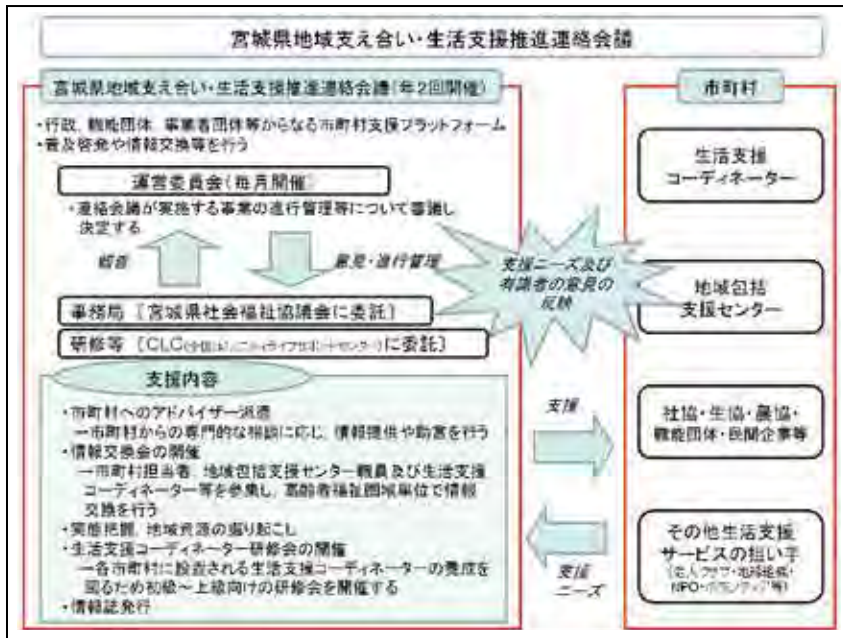 宮城県地域支え合い・生活支援推進連絡会議
宮城県地域支え合い・生活支援推進連絡会議(年2回開催)
・行政、職能団体、事業者団体等からなる市町村支援プラットフォーム
・普及啓発や情報交換等を行う
運営委員会(毎月開催)
・連絡会議が実施する事業の進行管理等について審議し
決定する
報告
意見・進行管理
事務局 [宮城県社会福祉協議会に委託]
研修等 [CLC(全国コミュニティライフサポートセンター)に委託]
支援内容
・市町村へのアドバイザー派遣
→市町村からの専門的な相談に応じ、情報提供や助言を行う
・情報交換会の開催
→市町村担当者、地域包括支援センター職員及び生活支援
コーディネーター等を参集し、高齢者福祉圏域単位で情報
交換を行う
・実態把握、地域資源の掘り起こし
・生活支援コーディネーター研修会の開催
→各市町村に設置される生活支援コーディネーターの養成を
図るため初級～上級向けの研修会を開催する
・情報誌発行
支援ニーズ及び
有識者の意見の
反映
支援
支援
ニーズ
市町村
生活支援
コーディネーター
地域包括
支援センター
社協・生協・農協・
職能団体・民間企業等
その他生活支援
サービスの担い手
(老人クラブ・地縁組織・
NPO・ボランティア等)